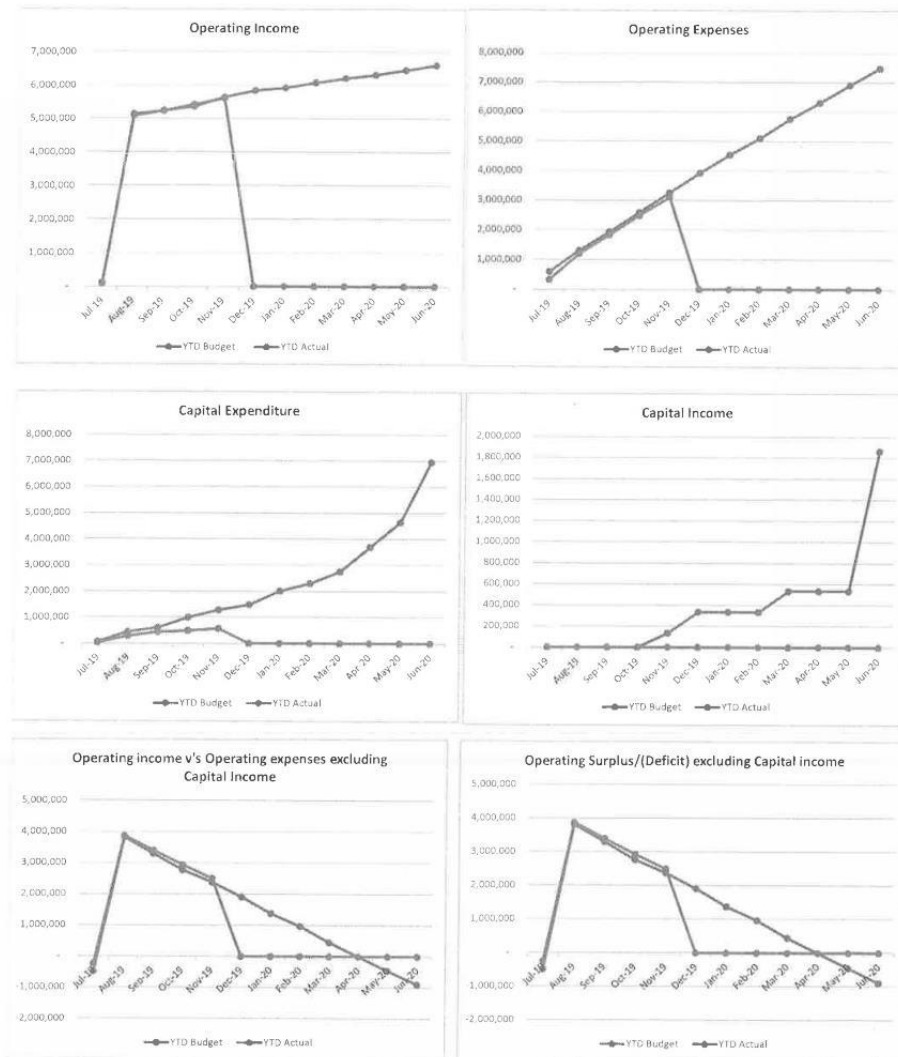 Operating Income
7,000,000
6,000,000
5,000,000
4,000,000
3,000,000
2,000,000
1,000,000
-
Jul-19 Aug-19 Sep-19 Oct-19 Nov-19 Dec-19 Jan-20 Feb-20 Mar-20 Apr-20 May-20 Jun-20
YTD Budget YTD Actual
Operating Expenses
8,000,000
7,000,000
6,000,000
5,000,000
4,000,000
3,000,000
2,000,000
1,000,000
-
Jul-19 Aug-19 Sep-19 Oct-19 Nov-19 Dec-19 Jan-20 Feb-20 Mar-20 Apr-20 May-20 Jun-20
YTD Budget YTD Actual
Capital Expenditure
8,000,000
7,000,000
6,000,000
5,000,000
4,000,000
3,000,000
2,000,000
1,000,000
-
Jul-19 Aug-19 Sep-19 Oct-19 Nov-19 Dec-19 Jan-20 Feb-20 Mar-20 Apr-20 May-20 Jun-20
YTD Budget YTD Actual
Capital Income
2,000,000
1,800,000
1,600,000
1,400,000
1,200,000
1,000,000
800,000
600,000
400,000
200,000
-
Jul-19 Aug-19 Sep-19 Oct-19 Nov-19 Dec-19 Jan-20 Feb-20 Mar-20 Apr-20 May-20 Jun-20
YTD Budget YTD Actual
Operating income v's Operating expenses excluding
Capital Income
5,000,000
4,000,000
3,000,000
2,000,000
1,000,000
-
-1,000,000
-2,000,000
Jul-19 Aug-19 Sep-19 Oct-19 Nov-19 Dec-19 Jan-20 Feb-20 Mar-20 Apr-20 May-20 Jun-20
YTD Budget YTD Actual
Operating Surplus/(Deficit) excluding Capital income
5,000,000
4,000,000
3,000,000
2,000,000
1,000,000
-
-1,000,000
-2,000,000
Jul-19 Aug-19 Sep-19 Oct-19 Nov-19 Dec-19 Jan-20 Feb-20 Mar-20 Apr-20 May-20 Jun-20
YTD Budget YTD Actual